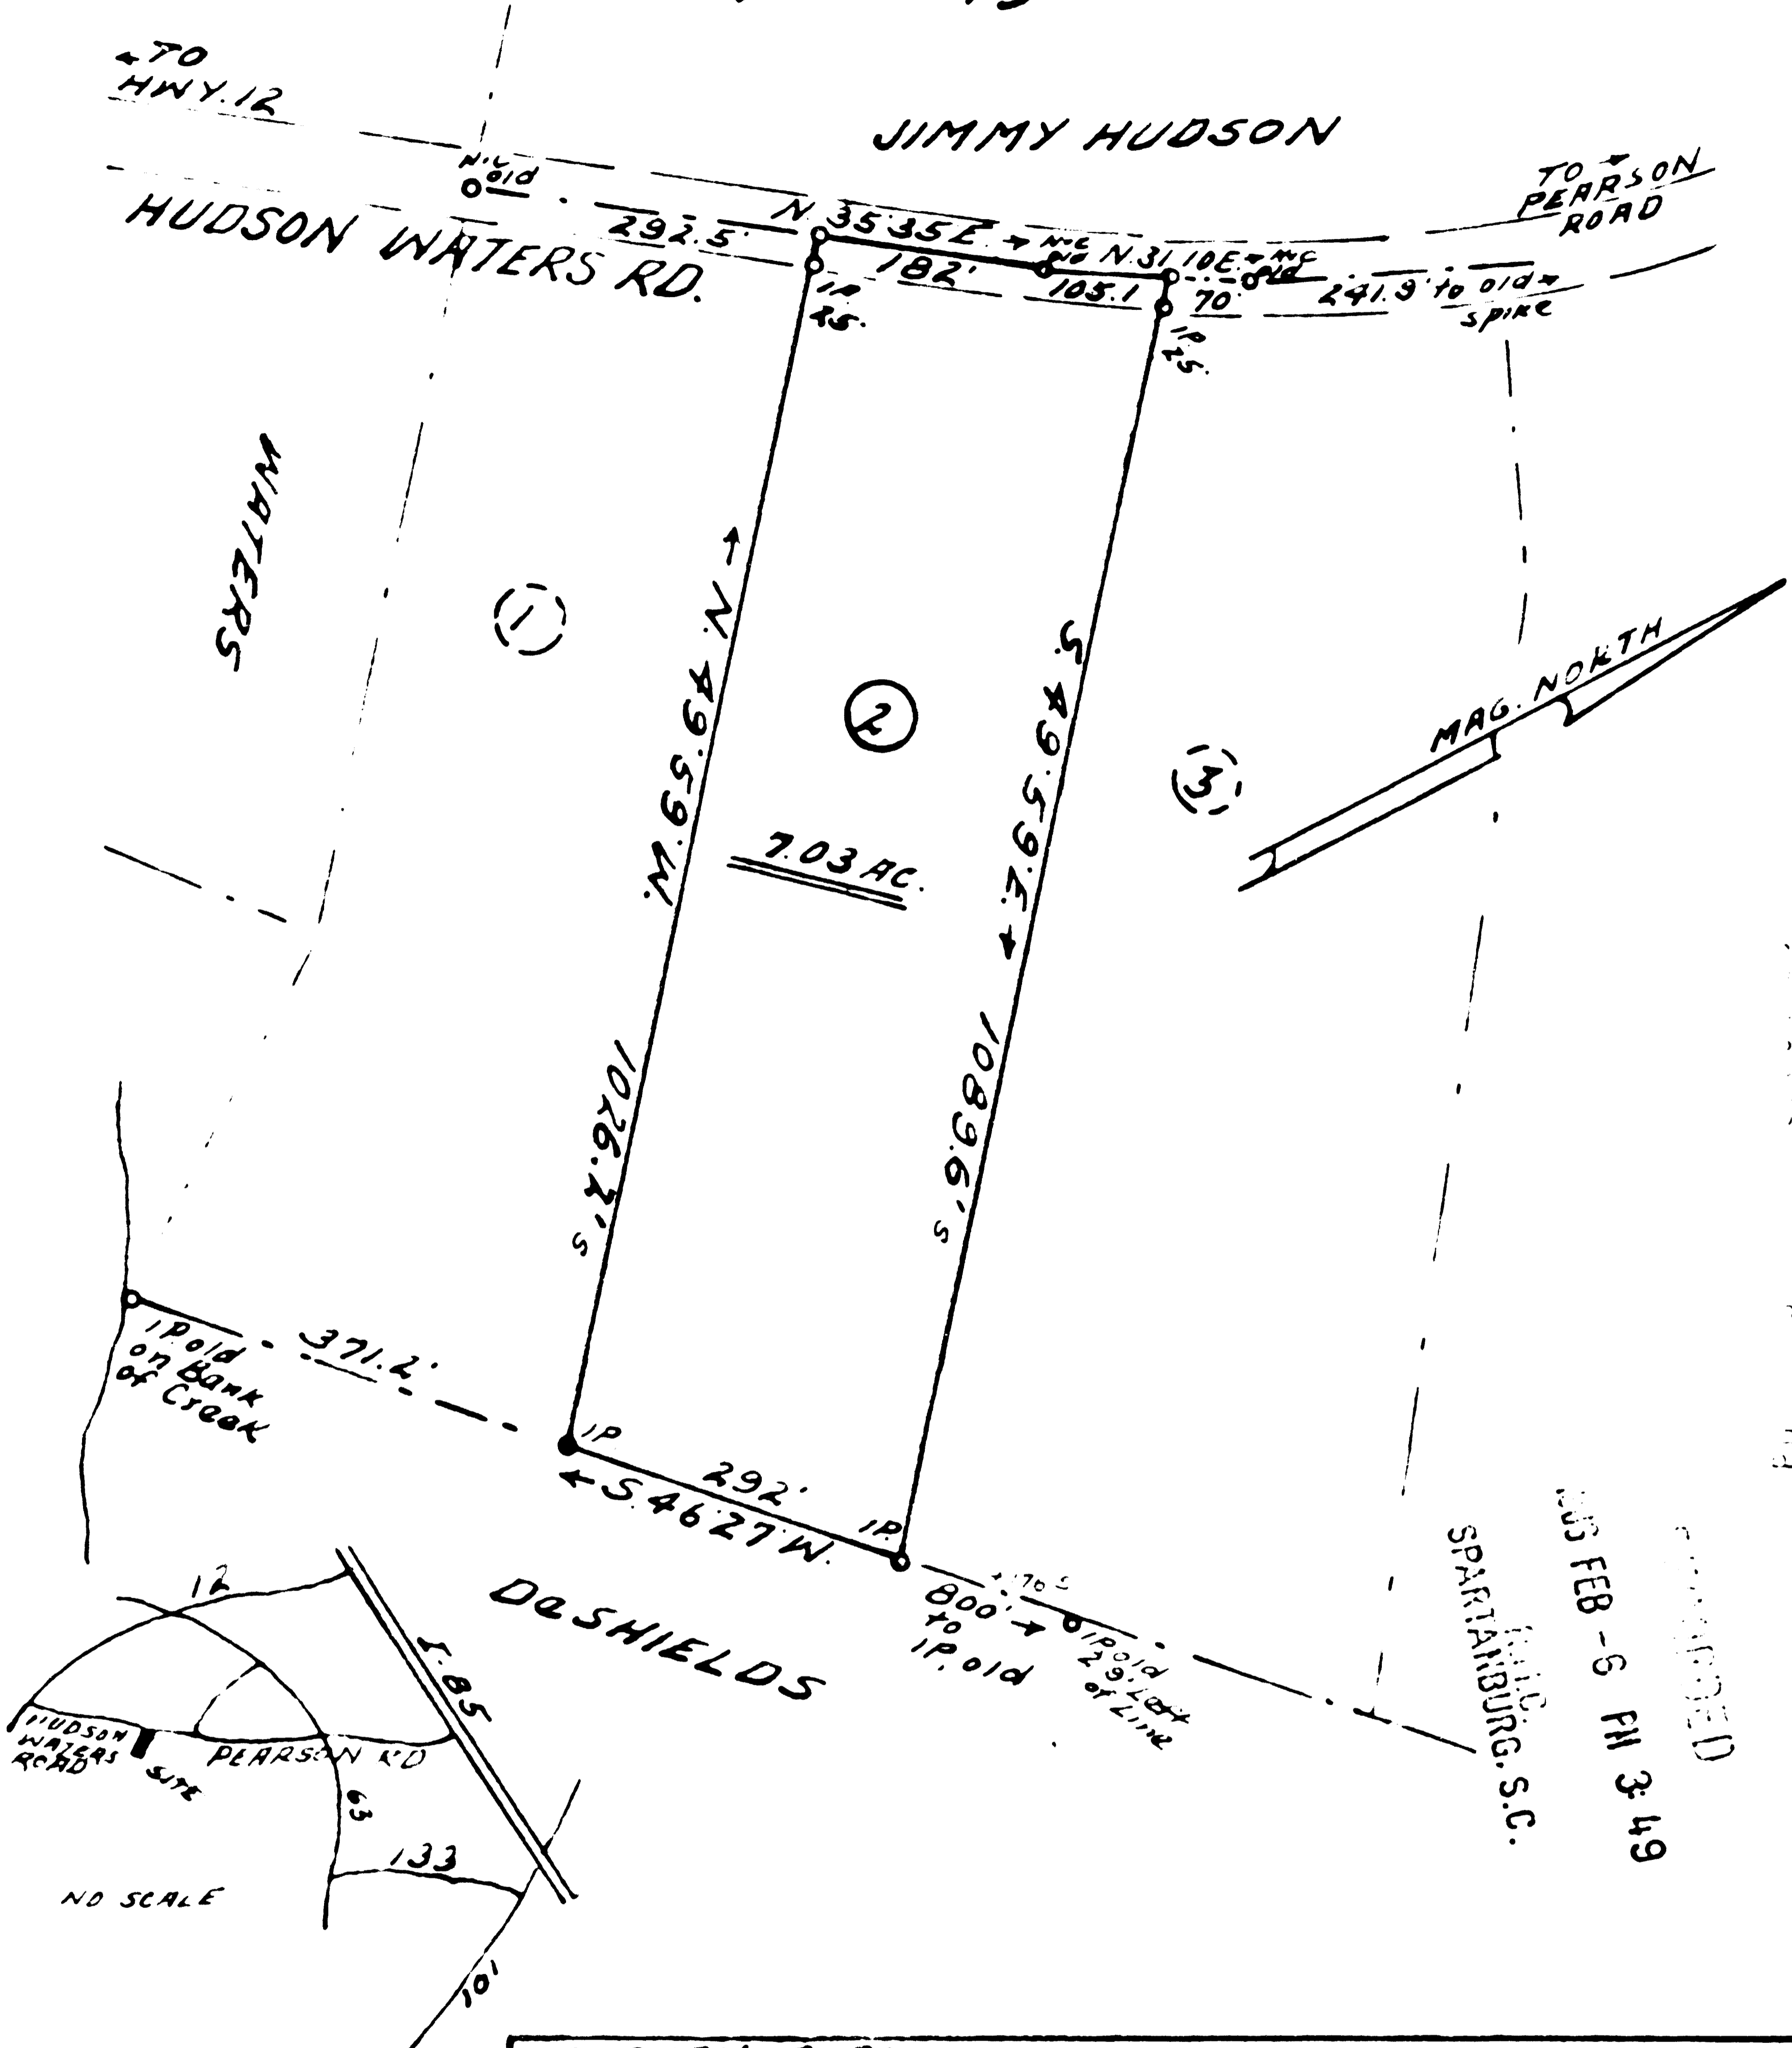 TO
HWY. 12
JIMMY HUDSON
TO
PEARSON
ROAD
N.C
old
HUDSON WATERS RD.
292.5'
N. 35 35 E.
N.C
N. 31 10 E.
N.C
old
182'
105.1
70'
241.9' to old
spike
IP
25.
IP
25.
WATERS
1
2
3
7.03 AC.
N. 49.59. W.
1026.2' S
S. 49.59. E.
1089.6' S
MAG. NORTH
IP old
on Bank
of Creek
371.2'
IP
292'
IP
S. 46 27 W.
DeSHIELDS
800'
to
IP. old
IP old
of Line
12
I. 85
HUDSON
WATERS
ROAD
SITE
PEARSON RD
63
133
NO SCALE
FEB -6 PM 3:49
R.M.C.
SPARTANBURG, S.C.